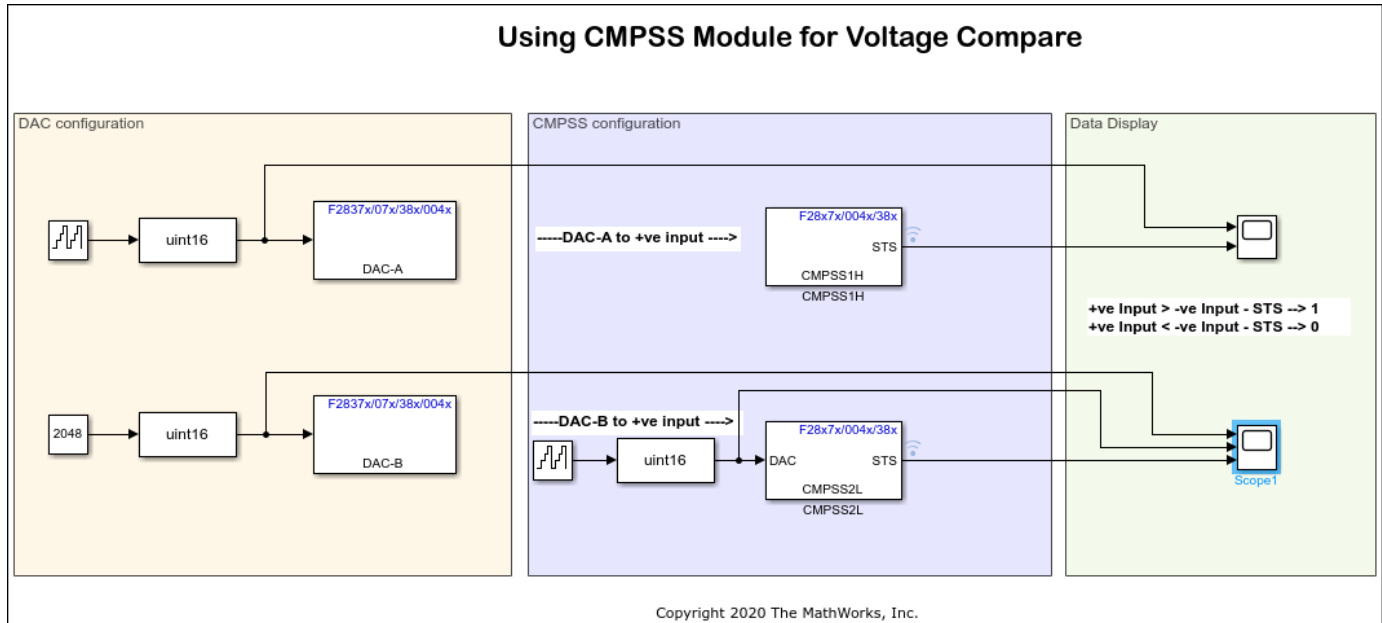 Using CMPSS Module for Voltage Compare
DAC configuration
CMPSS configuration
Data Display
F2837x/07x/38x/004x
uint16
DAC-A
-----DAC-A to +ve input ---->
F28x7x/004x/38x
STS
CMPSS1H
CMPSS1H
+ve Input > -ve Input - STS --> 1
+ve Input < -ve Input - STS --> 0
F2837x/07x/38x/004x
2048
uint16
DAC-B
-----DAC-B to +ve input ---->
uint16
F28x7x/004x/38x
DAC
STS
CMPSS2L
CMPSS2L
Scope1
Copyright 2020 The MathWorks, Inc.